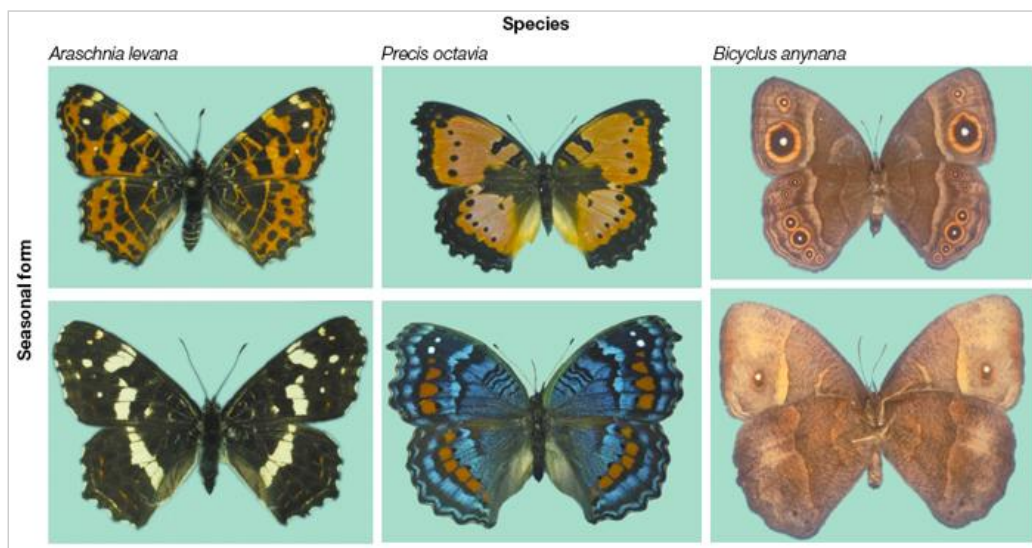 Species
Araschnia levana
Precis octavia
Bicyclus anynana
Seasonal form